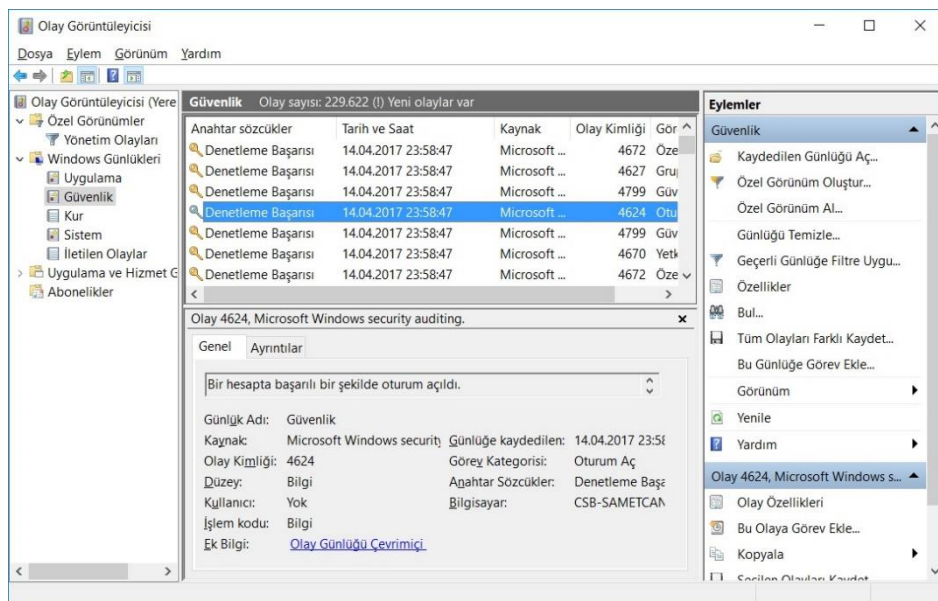 Olay Görüntüleyicisi
Dosya Eylem Görünüm Yardım
Olay Görüntüleyicisi (Yere
Özel Görünümler
Yönetim Olayları
Windows Günlükleri
Uygulama
Güvenlik
Kur
Sistem
İletilen Olaylar
Uygulama ve Hizmet G
Abonelikler
Güvenlik Olay sayısı: 229.622 (!) Yeni olaylar var
Anahtar sözcükler Tarih ve Saat Kaynak Olay Kimliği Gör
Denetleme Başarısı 14.04.2017 23:58:47 Microsoft ... 4672 Öze
Denetleme Başarısı 14.04.2017 23:58:47 Microsoft ... 4627 Gru
Denetleme Başarısı 14.04.2017 23:58:47 Microsoft ... 4799 Güv
Denetleme Başarısı 14.04.2017 23:58:47 Microsoft ... 4624 Otu
Denetleme Başarısı 14.04.2017 23:58:47 Microsoft ... 4799 Güv
Denetleme Başarısı 14.04.2017 23:58:47 Microsoft ... 4670 Yetk
Denetleme Başarısı 14.04.2017 23:58:47 Microsoft ... 4672 Öze
Olay 4624, Microsoft Windows security auditing.
Genel Ayrıntılar
Bir hesapta başarılı bir şekilde oturum açıldı.
Günlük Adı: Güvenlik
Kaynak: Microsoft Windows security Günlüğe kaydedilen: 14.04.2017 23:58
Olay Kimliği: 4624 Görev Kategorisi: Oturum Aç
Düzey: Bilgi Anahtar Sözcükler: Denetleme Başa
Kullanıcı: Yok Bilgisayar: CSB-SAMETCAN
İşlem kodu: Bilgi
Ek Bilgi: Olay Günlüğü Çevrimiçi
Eylemler
Güvenlik
Kaydedilen Günlüğü Aç...
Özel Görünüm Oluştur...
Özel Görünüm Al...
Günlüğü Temizle...
Geçerli Günlüğe Filtre Uygu...
Özellikler
Bul...
Tüm Olayları Farklı Kaydet...
Bu Günlüğe Görev Ekle...
Görünüm
Yenile
Yardım
Olay 4624, Microsoft Windows s...
Olay Özellikleri
Bu Olaya Görev Ekle...
Kopyala
Seçilen Olayları Kaydet